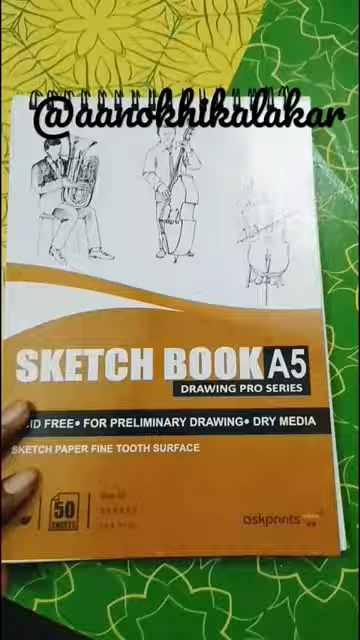 @aanokhikalakar
SKETCH BOOK A5
DRAWING PRO SERIES
ID FREE• FOR PRELIMINARY DRAWING• DRY MEDIA
SKETCH PAPER FINE TOOTH SURFACE
50
SHEETS
askprints